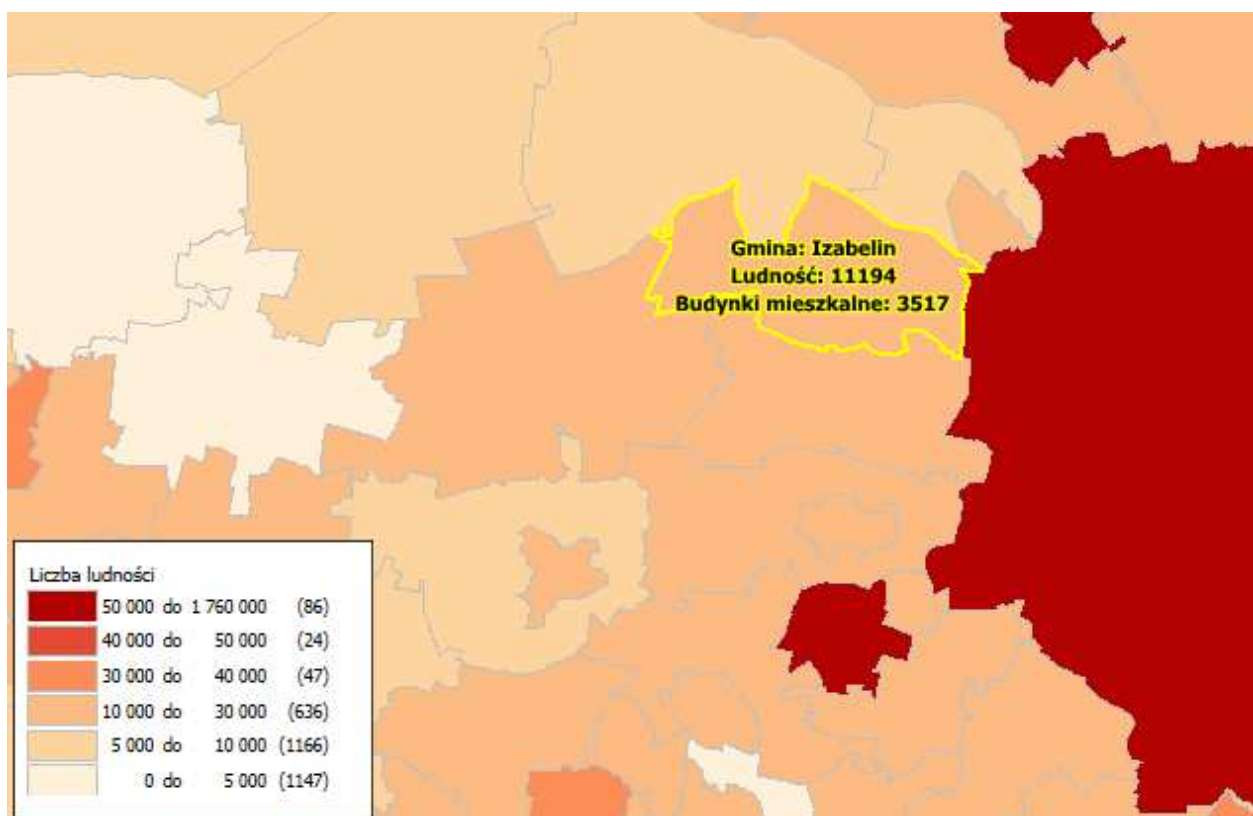 Gmina: Izabelin
Ludność: 11194
Budynki mieszkalne: 3517
Liczba ludności
50 000 do 1 760 000 (86)
40 000 do 50 000 (24)
30 000 do 40 000 (47)
10 000 do 30 000 (636)
5 000 do 10 000 (1166)
0 do 5 000 (1147)